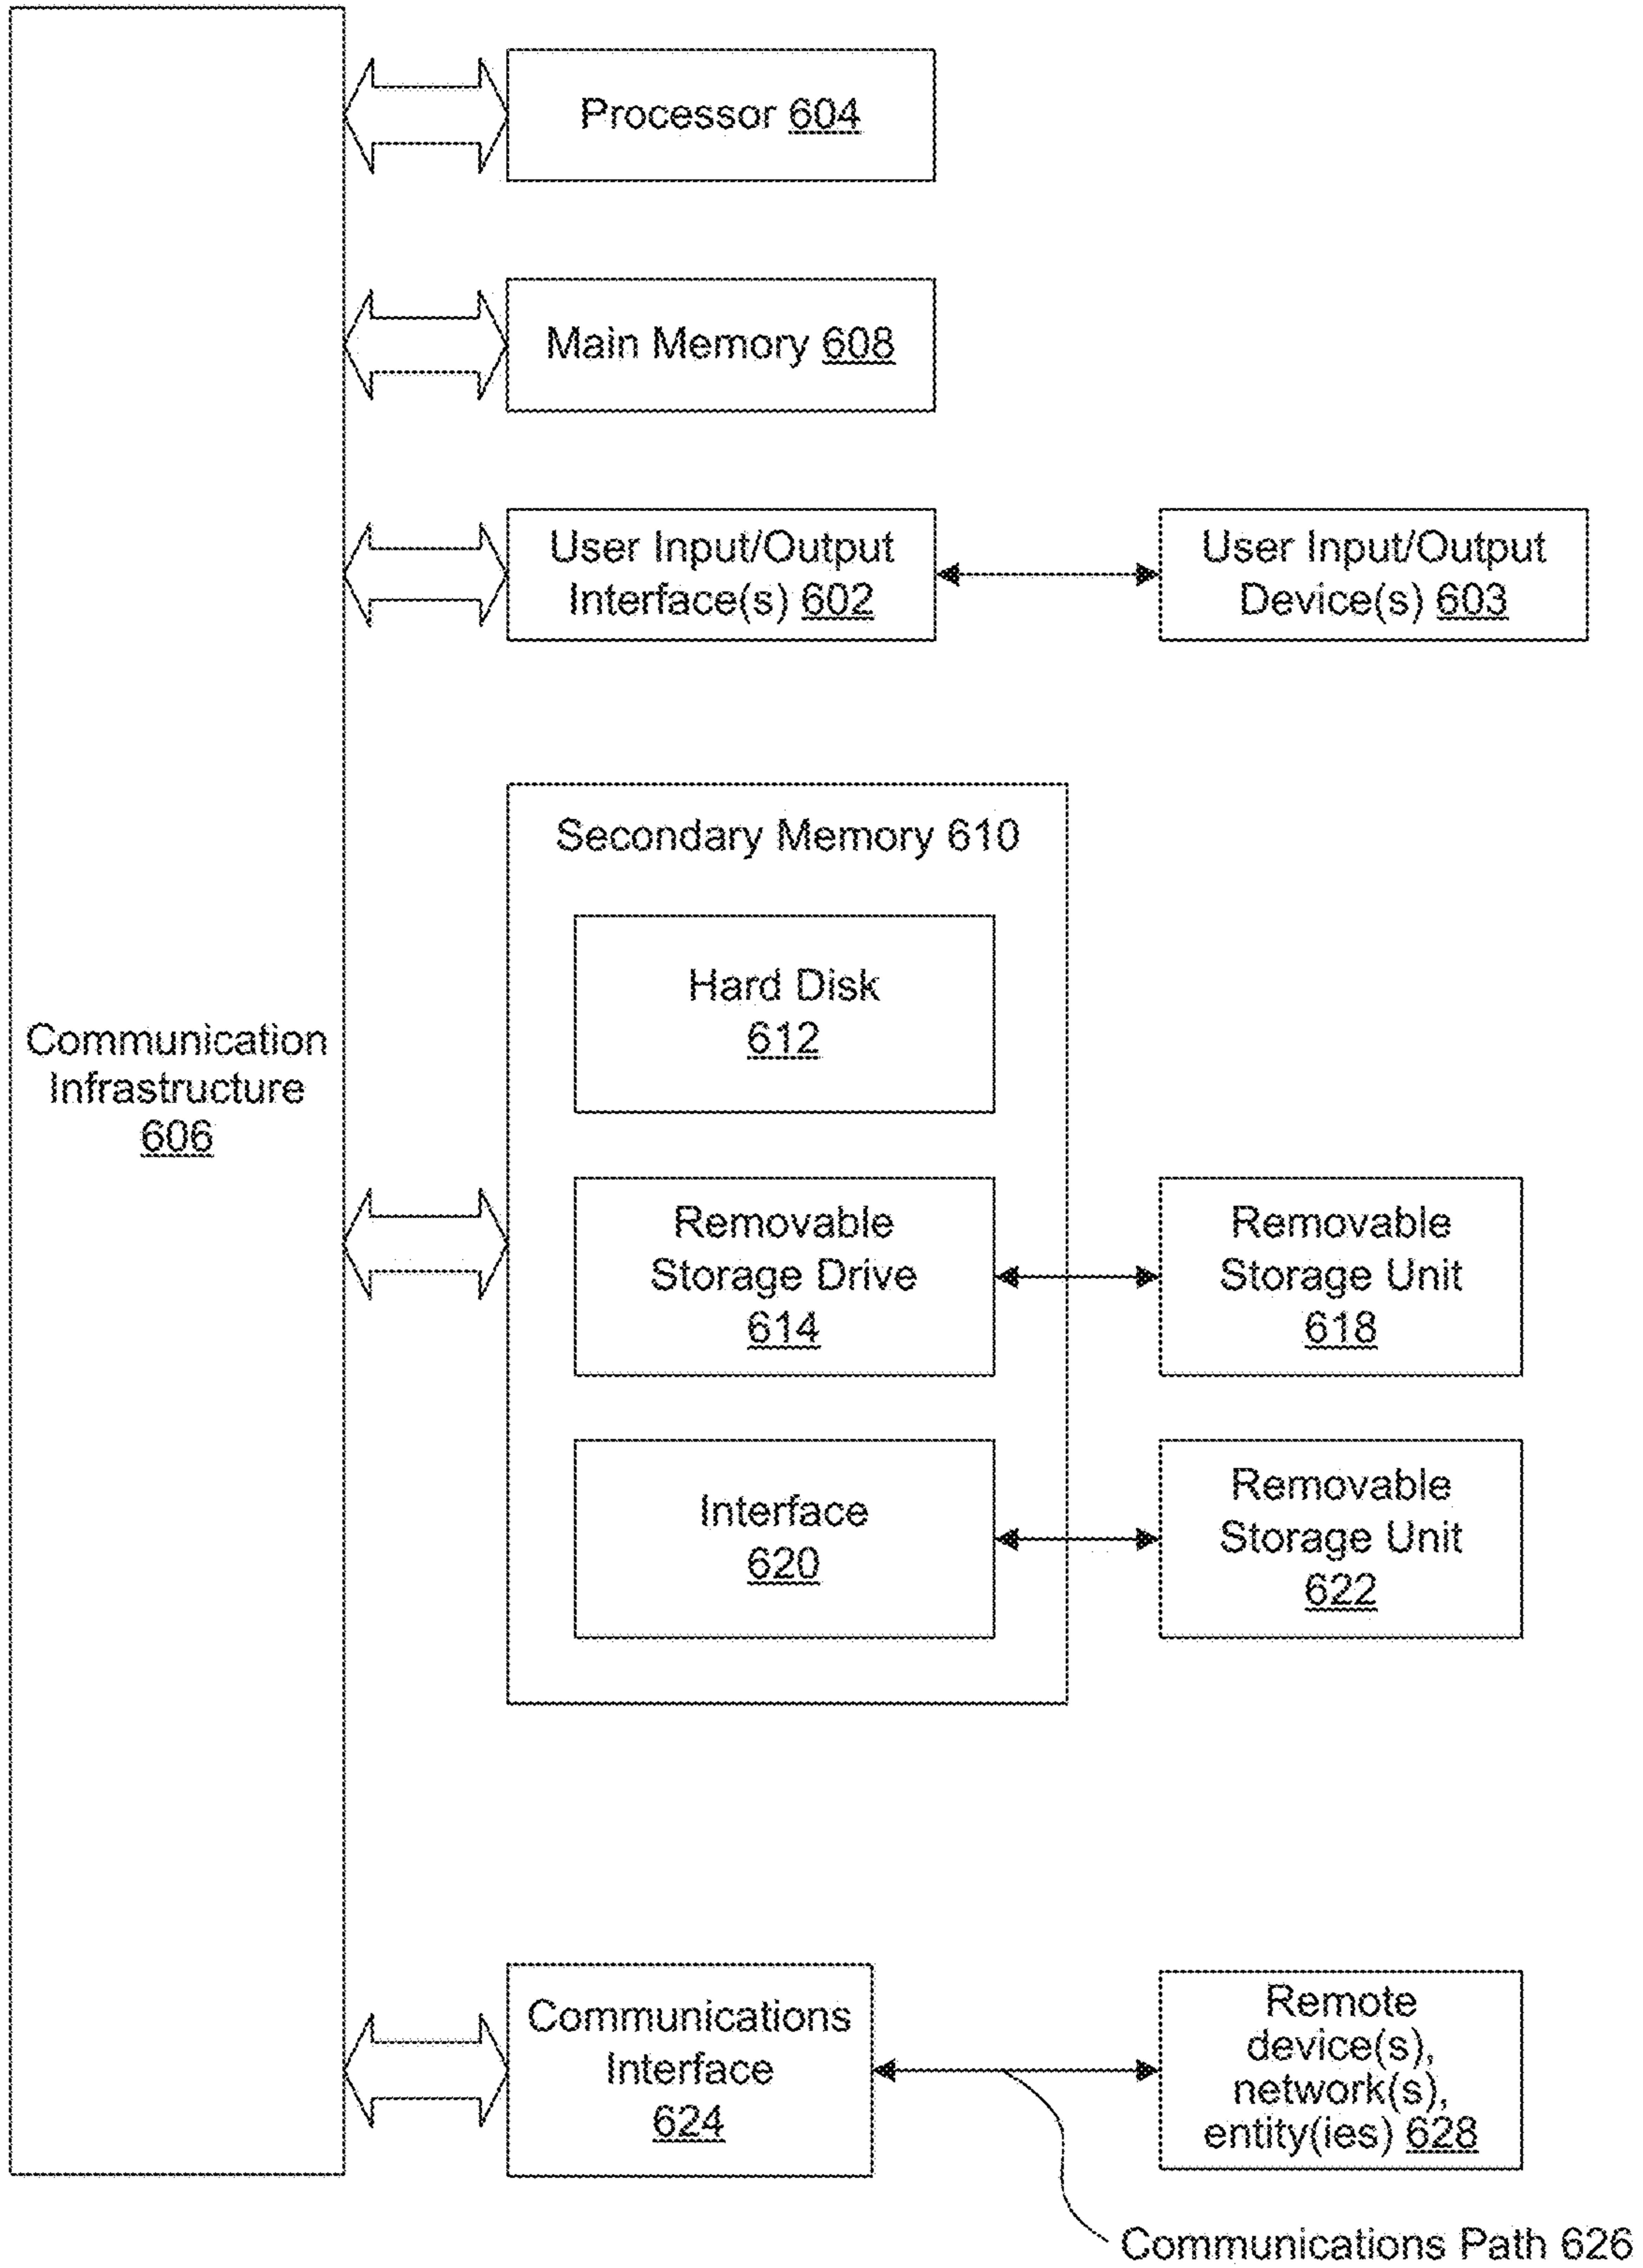 Processor 604
Main Memory 608
User Input/Output
Interface(s) 602
User Input/Output
Device(s) 603
Secondary Memory 610
Hard Disk
612
Communication
Infrastructure
606
Removable
Storage Drive
614
Removable
Storage Unit
618
Interface
620
Removable
Storage Unit
622
Communications
Interface
624
Remote
device(s),
network(s),
entity(ies) 628
Communications Path 626